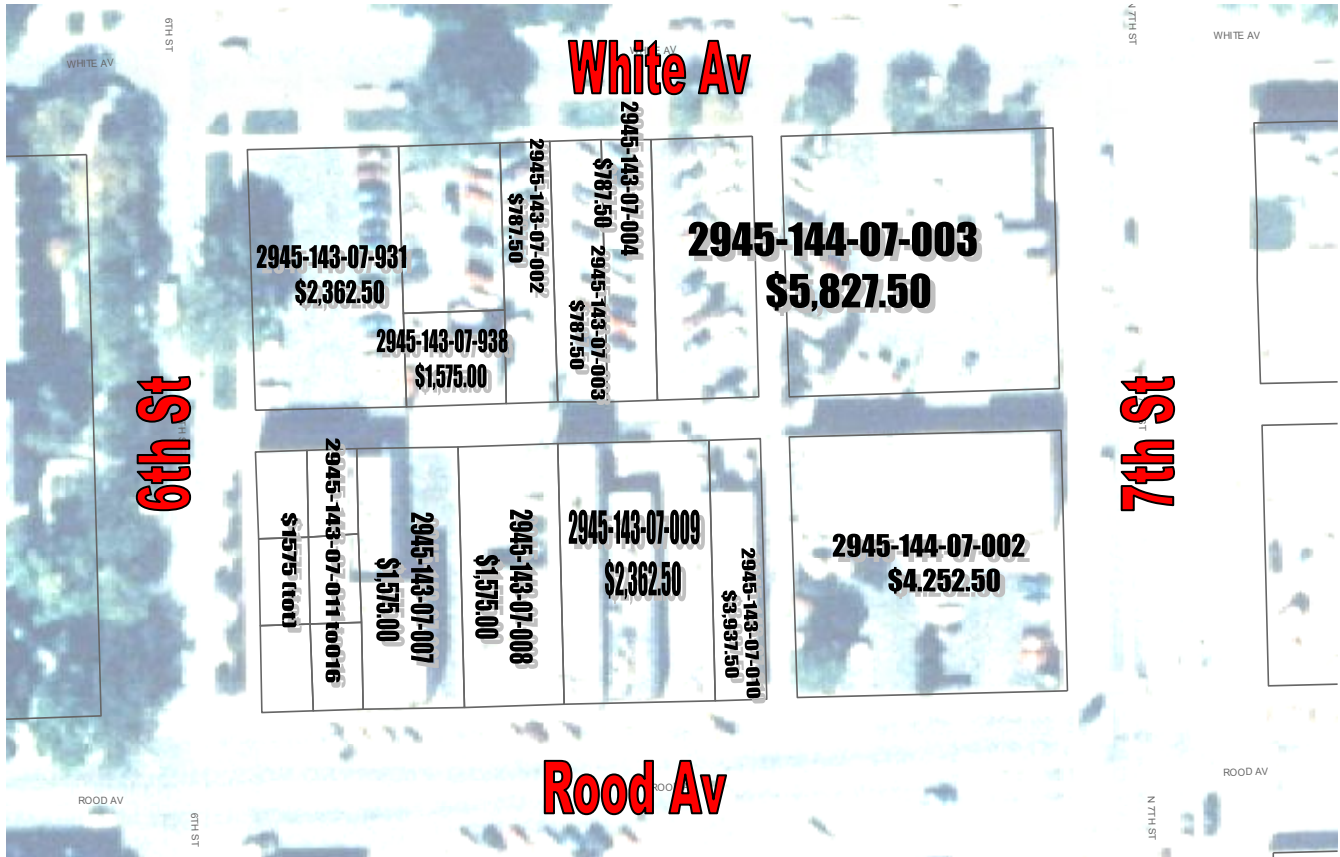 6TH ST
WHITE AV
White Av
WHITE AV
N 7TH ST
WHITE AV
2945-143-07-931
$2,362.50
2945-143-07-938
$1,575.00
2945-143-07-002
$787.50
2945-143-07-004
$787.50
2945-143-07-003
$787.50
2945-144-07-003
$5,827.50
6th St
7th St
2945-143-07-011 to 016
$1575 (tot)
2945-143-07-007
$1,575.00
2945-143-07-008
$1,575.00
2945-143-07-009
$2,362.50
2945-143-07-010
$3,937.50
2945-144-07-002
$4.252.50
Rood Av
ROOD AV
6TH ST
N 7TH ST
ROOD AV